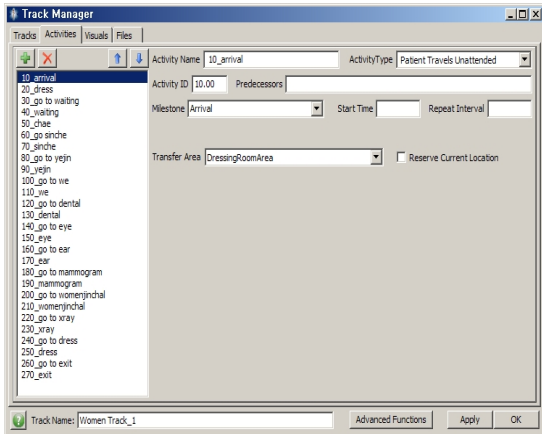 Track Manager
Tracks Activities Visuals Files
Activity Name 10_arrival ActivityType Patient Travels Unattended
Activity ID 10.00 Predecessors
Milestone Arrival Start Time Repeat Interval
Transfer Area DressingRoomArea Reserve Current Location
10_arrival
20_dress
30_go to waiting
40_waiting
50_chae
60_go sinche
70_sinche
80_go to yejin
90_yejin
100_go to we
110_we
120_go to dental
130_dental
140_go to eye
150_eye
160_go to ear
170_ear
180_go to mammogram
190_mammogram
200_go to womenjinchal
210_womenjinchal
220_go to xray
230_xray
240_go to dress
250_dress
260_go to exit
270_exit
Track Name: Women Track_1 Advanced Functions Apply OK